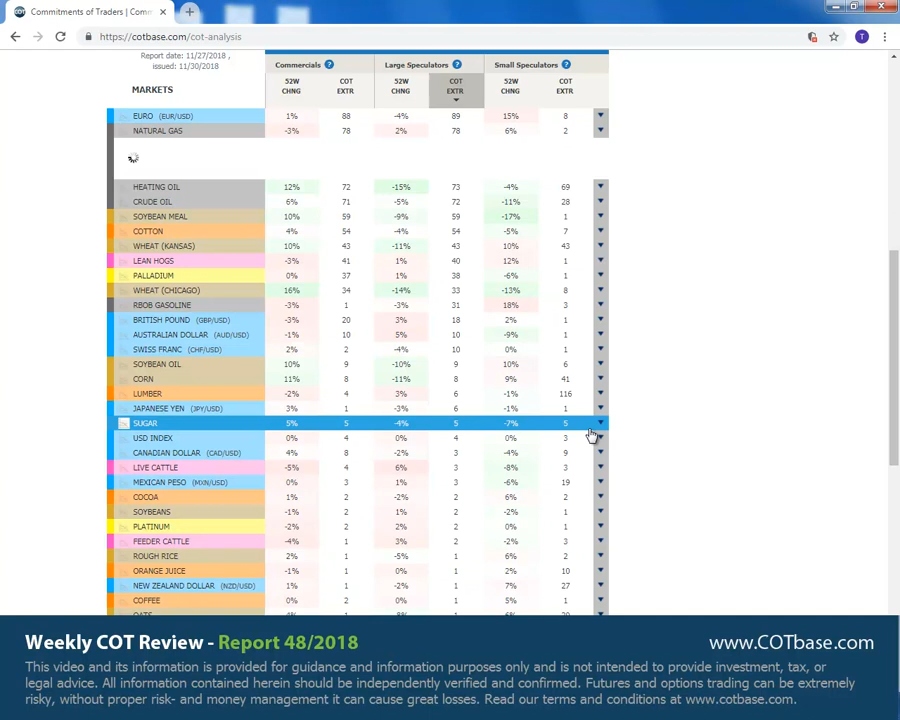 Commitments of Traders | Comm
https://cotbase.com/cot-analysis
T
Report date: 11/27/2018 ,
issued: 11/30/2018
Commercials ? Large Speculators ? Small Speculators ?
MARKETS 52W CHNG COT EXTR 52W CHNG COT EXTR 52W CHNG COT EXTR
EURO (EUR/USD) 1% 88 -4% 89 15% 8
NATURAL GAS -3% 78 2% 78 6% 2
HEATING OIL 12% 72 -15% 73 -4% 69
CRUDE OIL 6% 71 -5% 72 -11% 28
SOYBEAN MEAL 10% 59 -9% 59 -17% 1
COTTON 4% 54 -4% 54 -5% 7
WHEAT (KANSAS) 10% 43 -11% 43 10% 43
LEAN HOGS -3% 41 1% 40 12% 1
PALLADIUM 0% 37 1% 38 -6% 1
WHEAT (CHICAGO) 16% 34 -14% 33 -13% 8
RBOB GASOLINE -3% 1 -3% 31 18% 3
BRITISH POUND (GBP/USD) -3% 20 3% 18 2% 1
AUSTRALIAN DOLLAR (AUD/USD) -1% 10 5% 10 -9% 1
SWISS FRANC (CHF/USD) 2% 2 -4% 10 0% 1
SOYBEAN OIL 10% 9 -10% 9 10% 6
CORN 11% 8 -11% 8 9% 41
LUMBER -2% 4 3% 6 -1% 116
JAPANESE YEN (JPY/USD) 3% 1 -3% 6 -1% 1
SUGAR 5% 5 -4% 5 -7% 5
USD INDEX 0% 4 0% 4 0% 3
CANADIAN DOLLAR (CAD/USD) 4% 8 -2% 3 -4% 9
LIVE CATTLE -5% 4 6% 3 -8% 3
MEXICAN PESO (MXN/USD) 0% 3 1% 3 -6% 19
COCOA 1% 2 -2% 2 6% 2
SOYBEANS -1% 2 1% 2 -2% 1
PLATINUM -2% 2 2% 2 0% 1
FEEDER CATTLE -4% 1 3% 2 -2% 3
ROUGH RICE 2% 1 -5% 1 6% 2
ORANGE JUICE -1% 1 0% 1 2% 10
NEW ZEALAND DOLLAR (NZD/USD) 1% 1 -2% 1 7% 27
COFFEE 0% 2 0% 1 5% 1
Weekly COT Review - Report 48/2018
www.COTbase.com
This video and its information is provided for guidance and information purposes only and is not intended to provide investment, tax, or
legal advice. All information contained herein should be independently verified and confirmed. Futures and options trading can be extremely
risky, without proper risk- and money management it can cause great losses. Read our terms and conditions at www.cotbase.com.